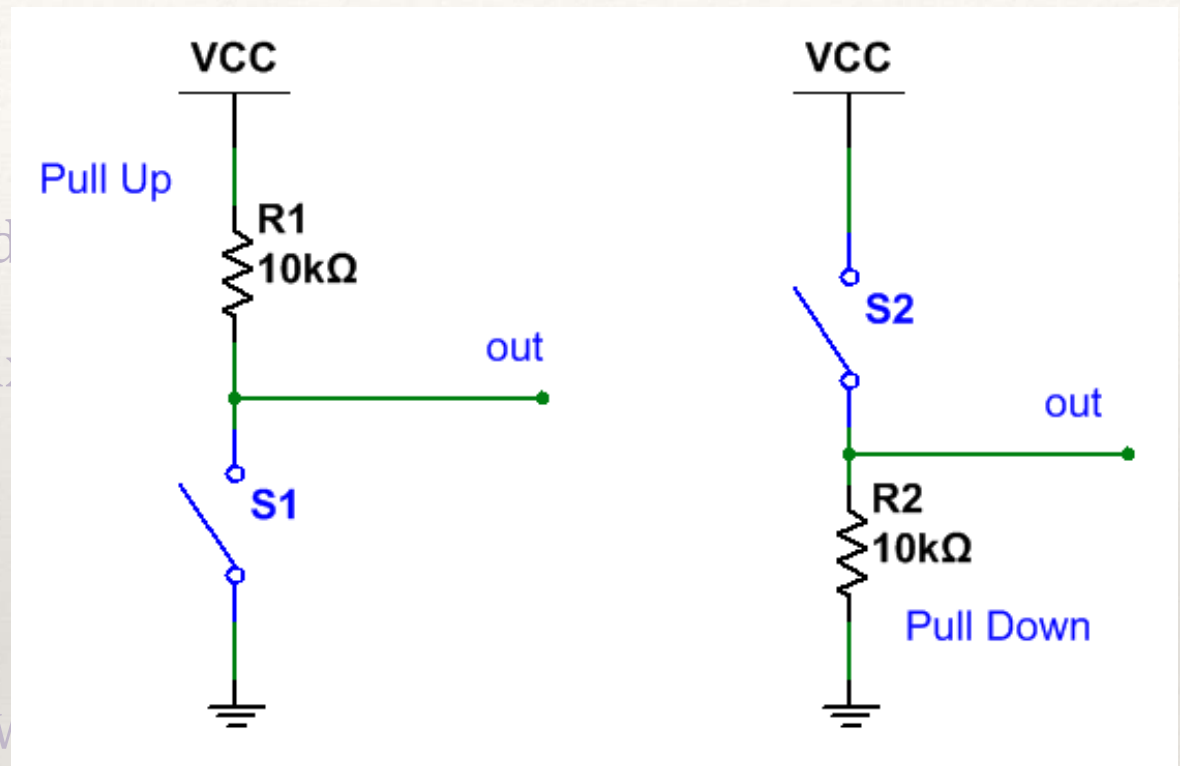 VCC
Pull Up
R1
10kΩ
out
S1
VCC
S2
out
R2
10kΩ
Pull Down